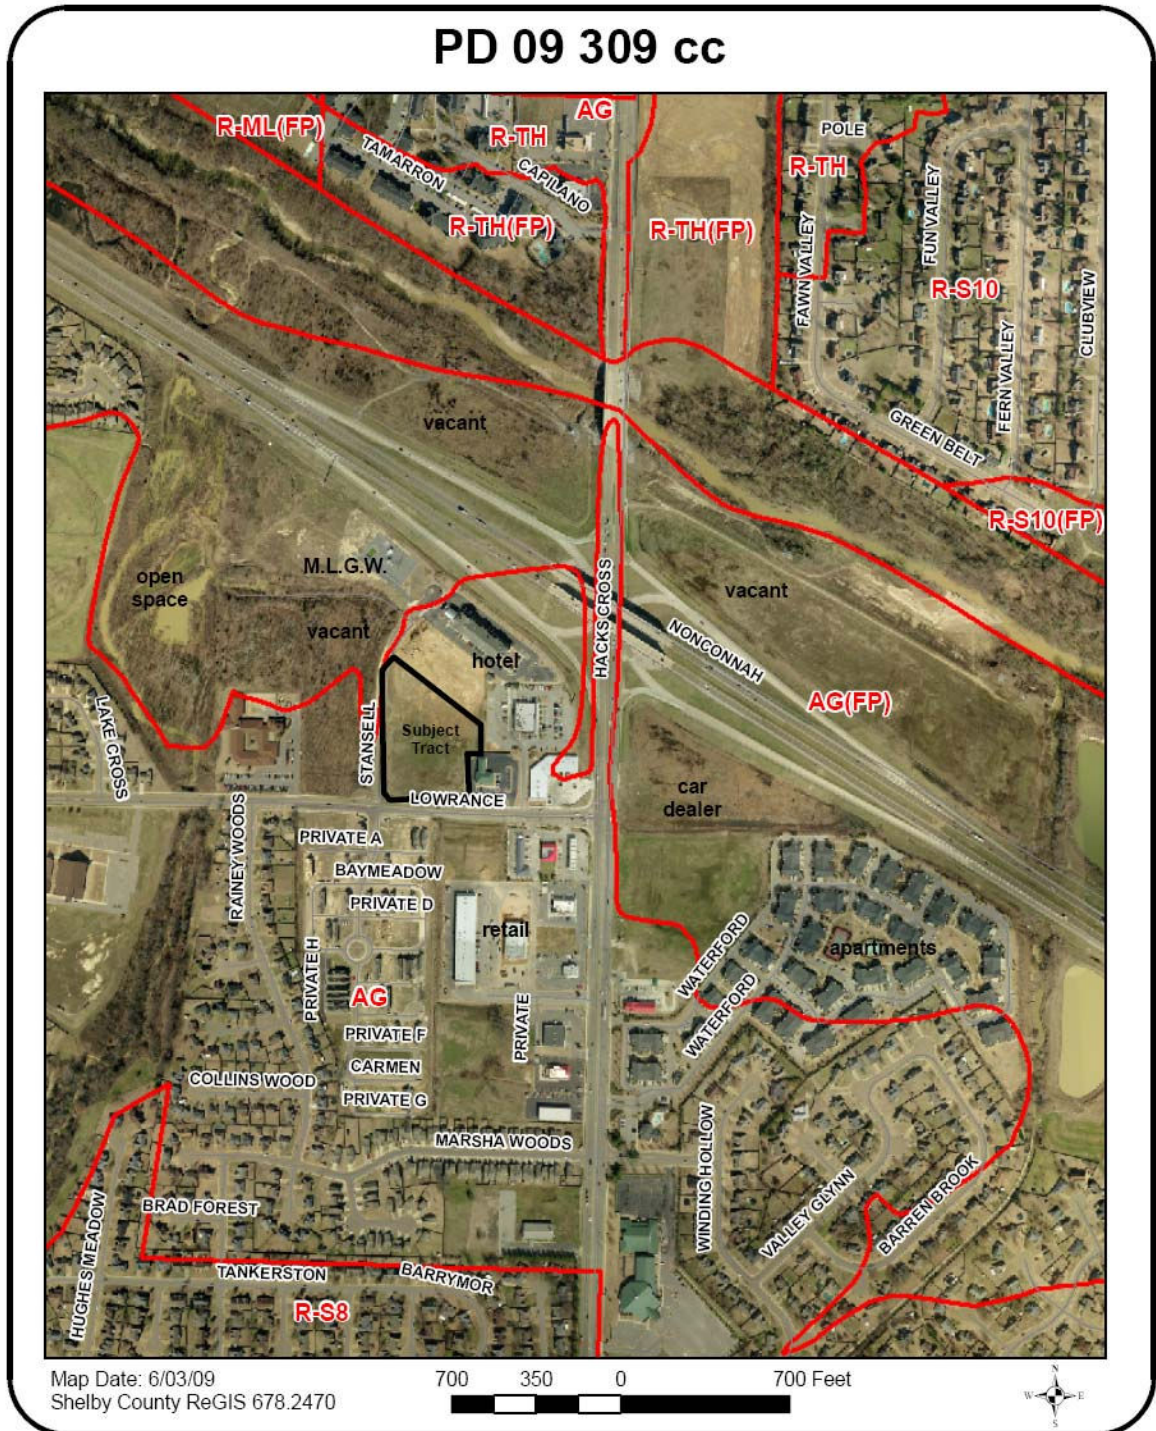 PD 09 309 cc
AG
R-ML(FP)
R-TH
POLE
TAMARRON
CAPILANO
R-TH
R-TH(FP)
R-TH(FP)
FAWN VALLEY
FUN VALLEY
R-S10
CLUBVIEW
FERN VALLEY
vacant
GREEN BELT
R-S10(FP)
open
space
M.L.G.W.
vacant
HACKS CROSS
vacant
NONCONNAH
hotel
AG(FP)
LAKE CROSS
STANSELL
Subject
Tract
LOWRANCE
car
dealer
RAINEY WOODS
PRIVATE A
BAYMEADOW
PRIVATE D
retail
WATERFORD
apartments
PRIVATE H
AG
PRIVATE
WATERFORD
PRIVATE F
CARMEN
COLLINS WOOD
PRIVATE G
MARSHA WOODS
WINDING HOLLOW
HUGHES MEADOW
BRAD FOREST
VALLEY GLYNN
BARREN BROOK
TANKERSTON
BARRYMOR
R-S8
Map Date: 6/03/09
Shelby County ReGIS 678.2470
700 350 0 700 Feet
N
W E
S